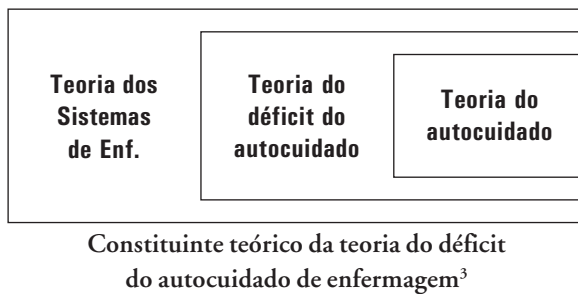 Teoria dos
Sistemas
de Enf.
Teoria do
déficit do
autocuidado
Teoria do
autocuidado
Constituinte teórico da teoria do déficit
do autocuidado de enfermagem³